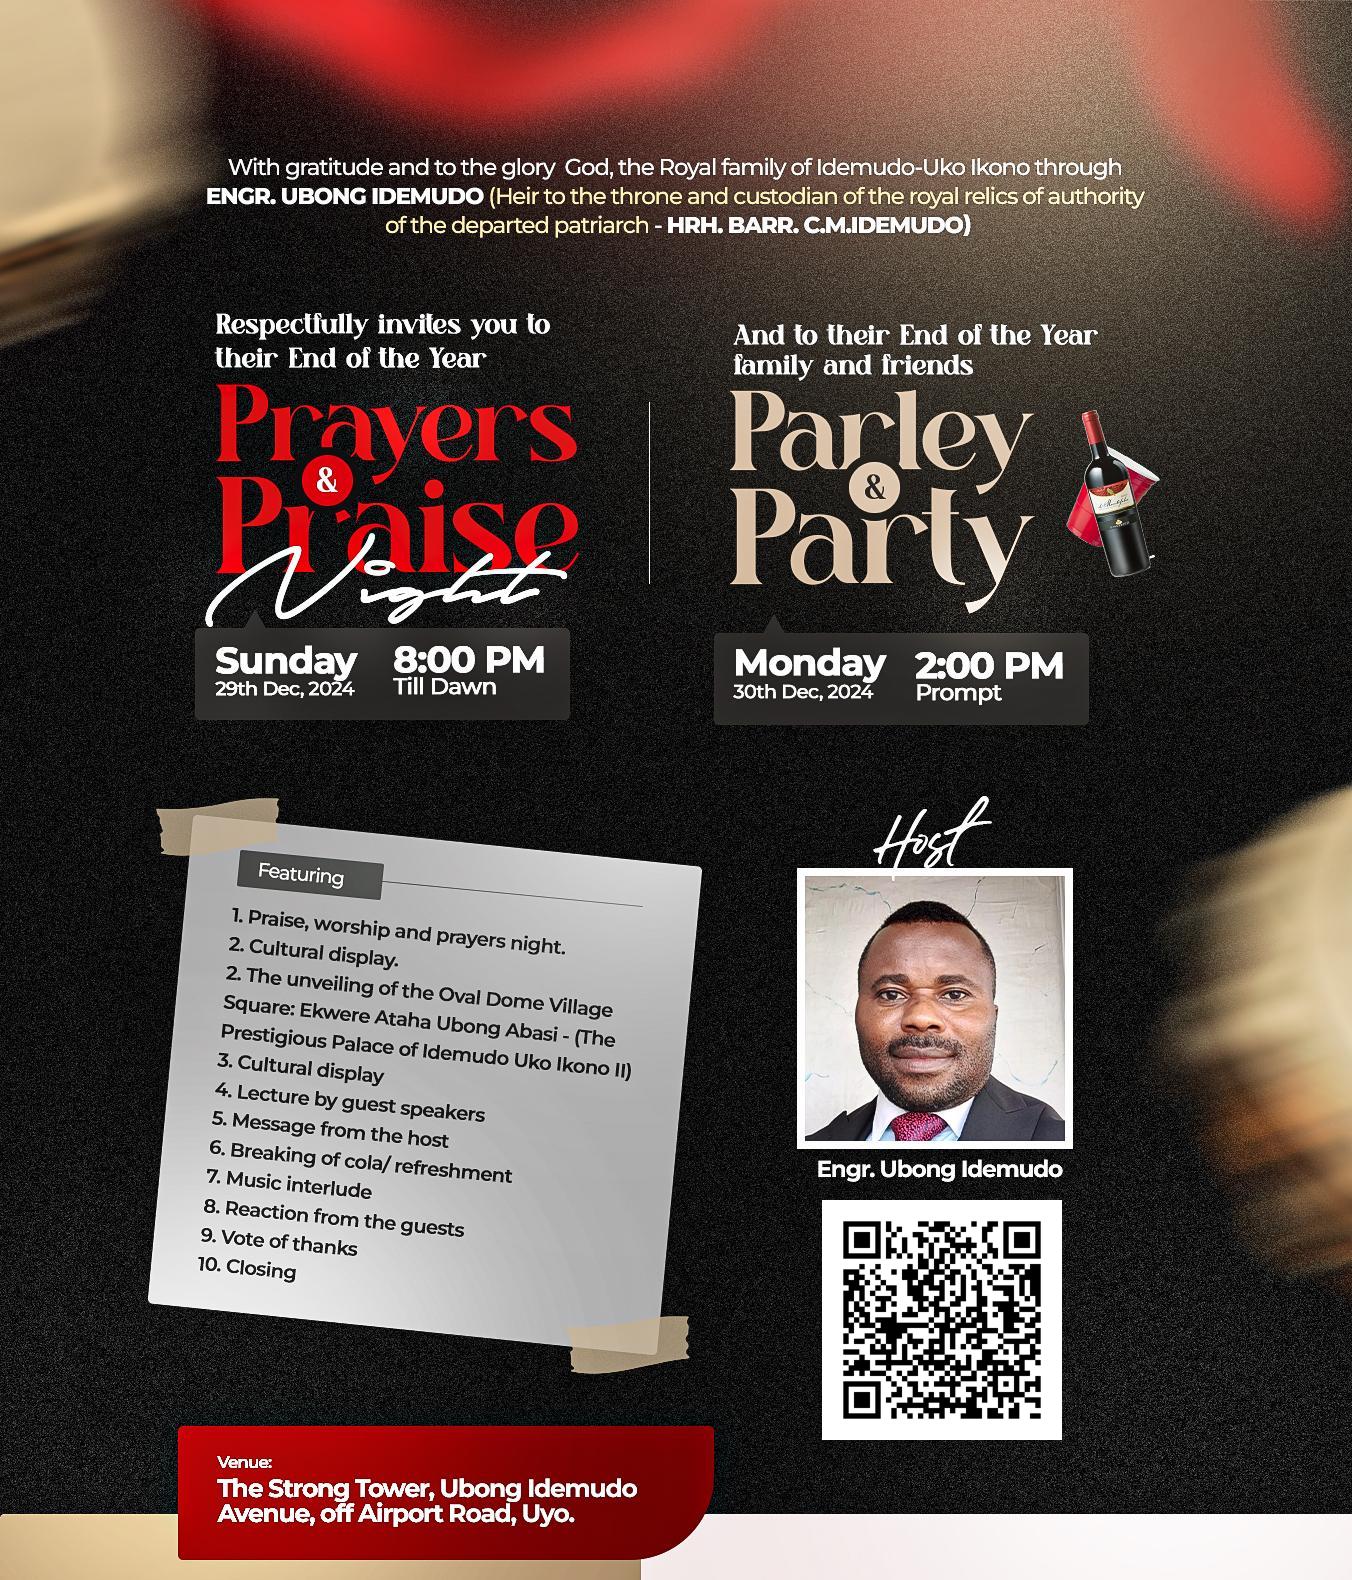 With gratitude and to the glory God, the Royal family of Idemudo-Uko Ikono through
ENGR. UBONG IDEMUDO (Heir to the throne and custodian of the royal relics of authority
of the departed patriarch - HRH. BARR. C.M.IDEMUDO)
Respectfully invites you to
their End of the Year
Prayers
&
Praise
Night
Sunday 8:00 PM
29th Dec, 2024 Till Dawn
And to their End of the Year
family and friends
Parley
&
Party
Monday 2:00 PM
30th Dec, 2024 Prompt
Featuring
1. Praise, worship and prayers night.
2. Cultural display.
2. The unveiling of the Oval Dome Village
Square: Ekwere Ataha Ubong Abasi - (The
Prestigious Palace of Idemudo Uko Ikono II)
3. Cultural display
4. Lecture by guest speakers
5. Message from the host
6. Breaking of cola/ refreshment
7. Music interlude
8. Reaction from the guests
9. Vote of thanks
10. Closing
Host
Engr. Ubong Idemudo
Venue:
The Strong Tower, Ubong Idemudo
Avenue, off Airport Road, Uyo.